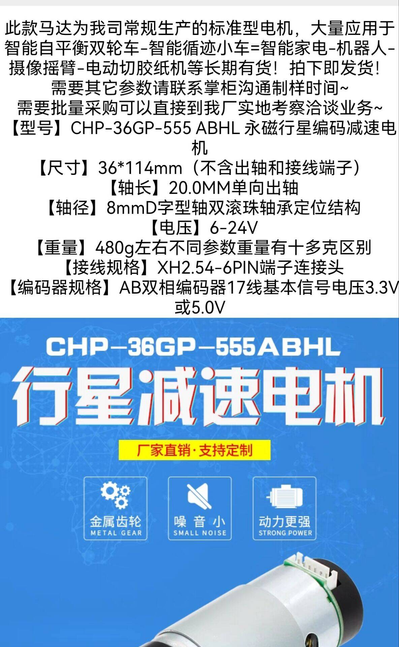 此款马达为我司常规生产的标准型电机，大量应用于
智能自平衡双轮车-智能循迹小车=智能家电-机器人-
摄像摇臂-电动切胶纸机等长期有货！拍下即发货！
需要其它参数请联系掌柜沟通制样时间~
需要批量采购可以直接到我厂实地考察洽谈业务~
【型号】CHP-36GP-555 ABHL 永磁行星编码减速电
机
【尺寸】36*114mm（不含出轴和接线端子）
【轴长】20.0MM单向出轴
【轴径】8mmD字型轴双滚珠轴承定位结构
【电压】6-24V
【重量】480g左右不同参数重量有十多克区别
【接线规格】XH2.54-6PIN端子连接头
【编码器规格】AB双相编码器17线基本信号电压3.3V
或5.0V
CHP-36GP-555ABHL
行星减速电机
厂家直销·支持定制
金属齿轮 噪音小 动力更强
METAL GEAR SMALL NOISE STRONG POWER